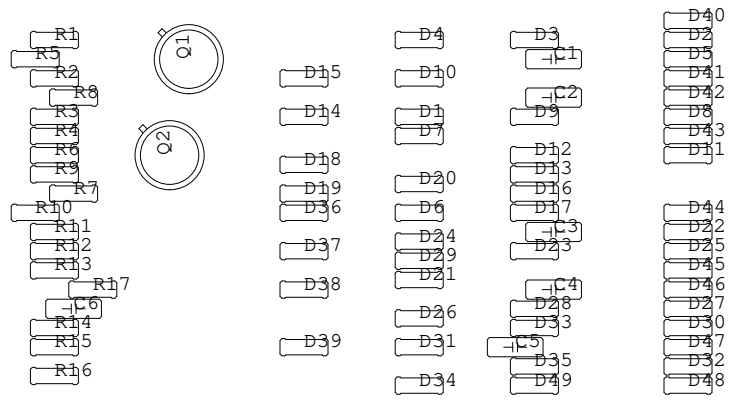 D40
R1 D4 D3 D2
Q1
R5 C1 D5
R2 D15 D10 D41
R8 C2 D42
R3 D14 D1 D9 D8
R4 D7 D43
Q2
R6 D12 D11
R9 D18 D13
D20
R7 D19 D16
R10 D36 D6 D17 D44
R11 C3 D22
D24
R12 D37 D23 D25
D29
R13 D45
D21
R17 D38 C4 D46
C6 D28 D27
D26
R14 D33 D30
R15 D39 D31 C5 D47
D35 D32
R16
D34 D49 D48